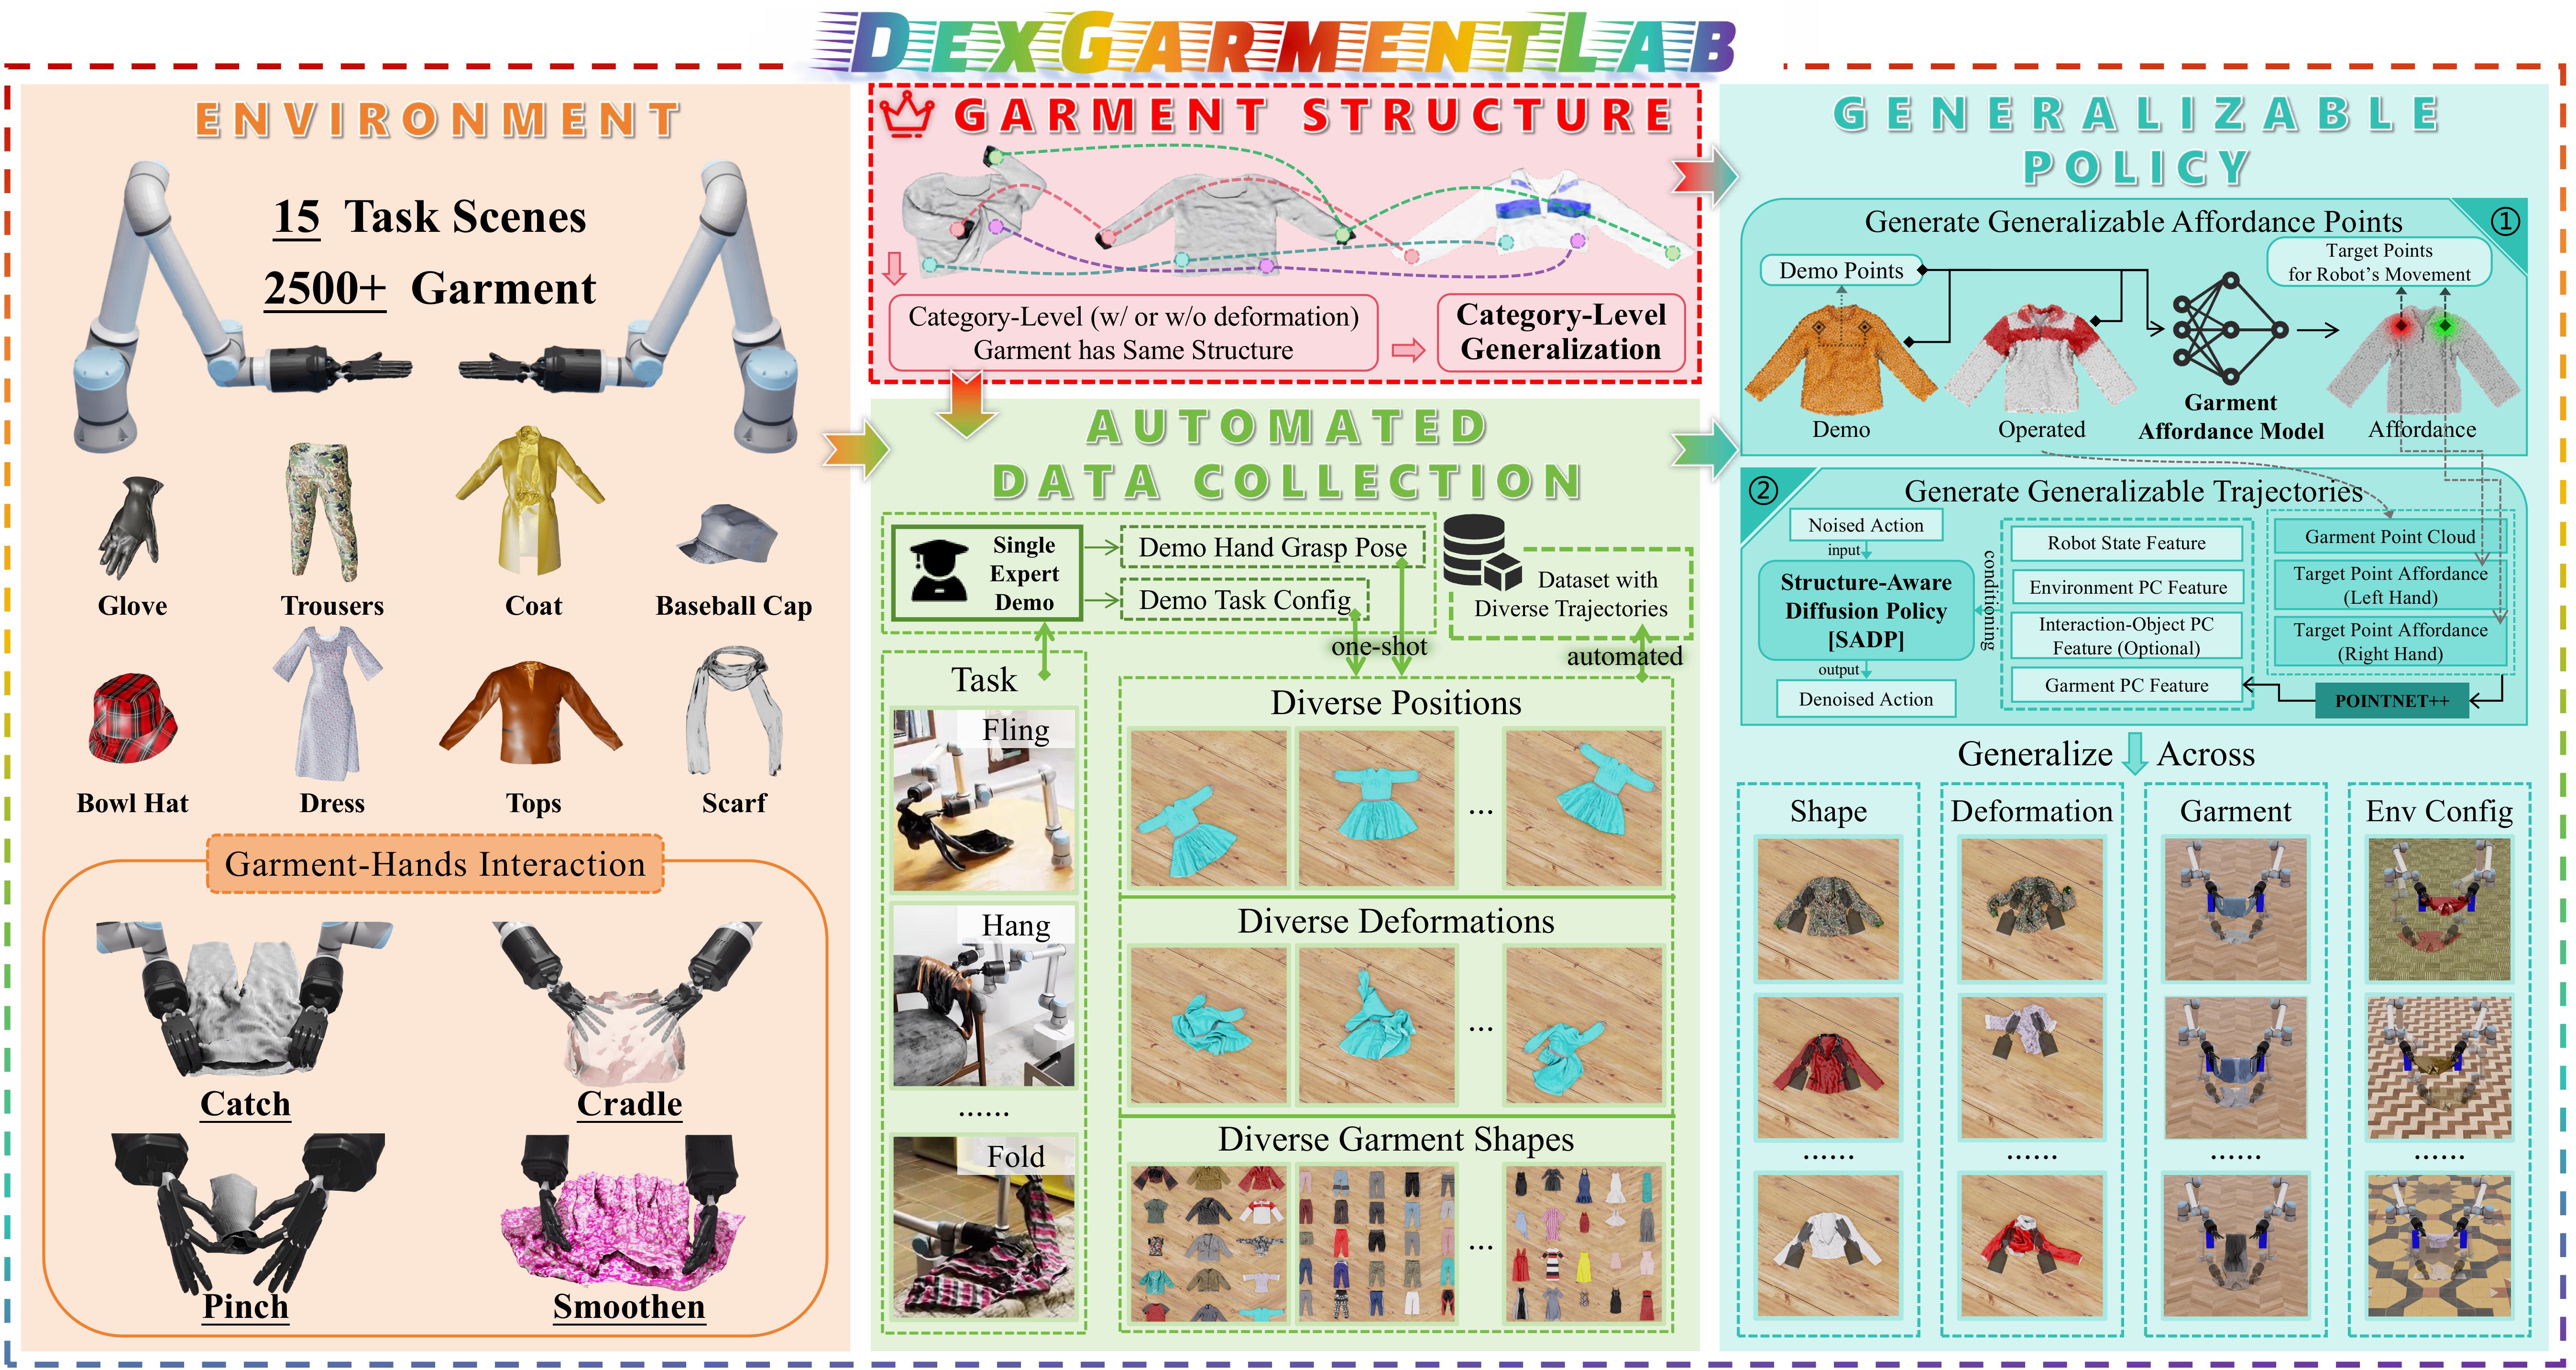 DEXGARMENTLAB
ENVIRONMENT
15 Task Scenes
2500+ Garment
Glove
Trousers
Coat
Baseball Cap
Bowl Hat
Dress
Tops
Scarf
Garment-Hands Interaction
Catch
Cradle
Pinch
Smoothen
GARMENT STRUCTURE
Category-Level (w/ or w/o deformation)
Garment has Same Structure
Category-Level
Generalization
AUTOMATED
DATA COLLECTION
Single
Expert
Demo
Demo Hand Grasp Pose
Demo Task Config
Dataset with
Diverse Trajectories
one-shot
automated
Task
Fling
Hang
......
Fold
Diverse Positions
...
Diverse Deformations
...
Diverse Garment Shapes
...
GENERALIZABLE
POLICY
Generate Generalizable Affordance Points
①
Demo Points
Target Points
for Robot's Movement
Demo
Operated
Garment
Affordance Model
Affordance
②
Generate Generalizable Trajectories
Noised Action
input
Structure-Aware
Diffusion Policy
[SADP]
output
Denoised Action
conditioning
Robot State Feature
Environment PC Feature
Interaction-Object PC
Feature (Optional)
Garment PC Feature
Garment Point Cloud
Target Point Affordance
(Left Hand)
Target Point Affordance
(Right Hand)
POINTNET++
Generalize Across
Shape
Deformation
Garment
Env Config
......
......
......
......